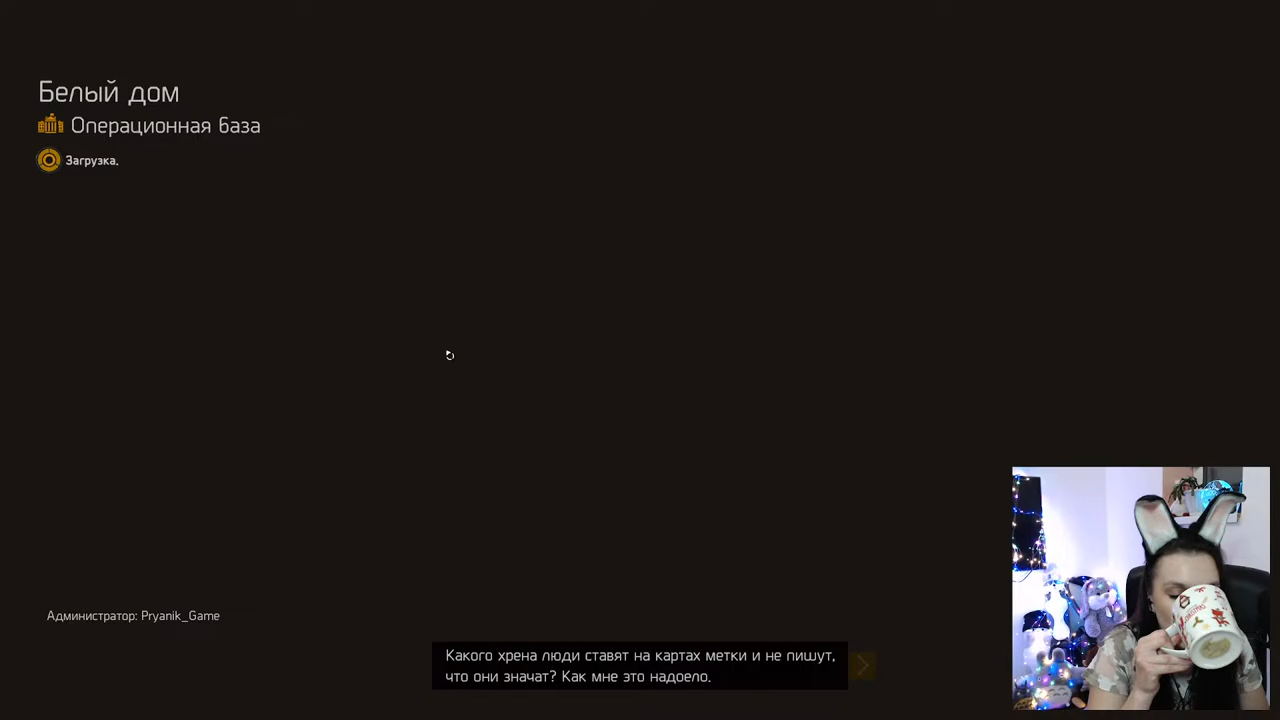 Белый дом
Операционная база
Загрузка.
Администратор: Pryanik_Game
Какого хрена люди ставят на картах метки и не пишут,
что они значат? Как мне это надоело.